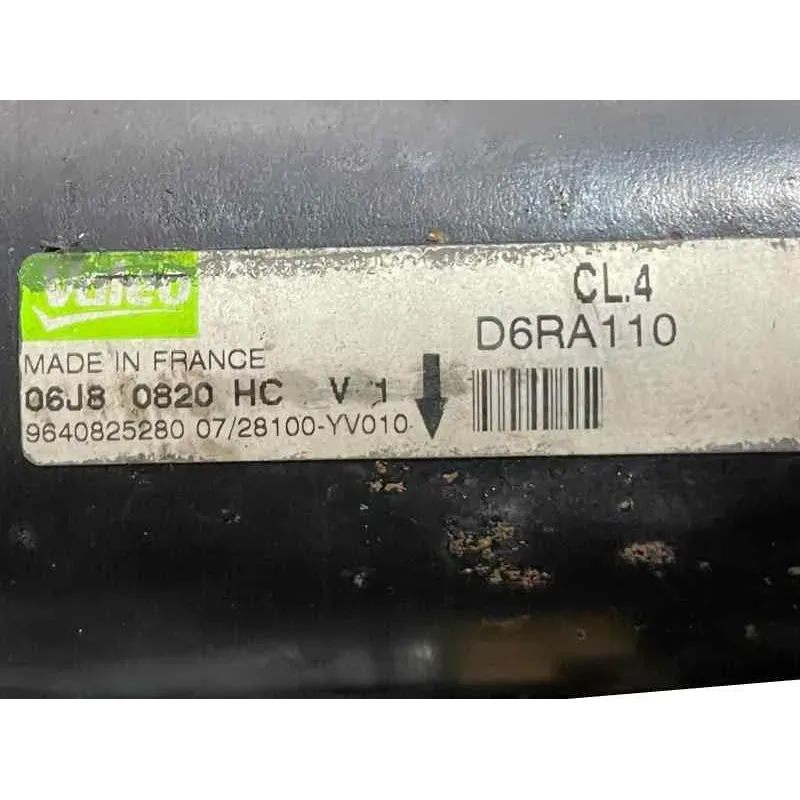 valeo
CL.4
D6RA110
MADE IN FRANCE
06J8 0820 HC V 1
9640825280 07/28100-YV010